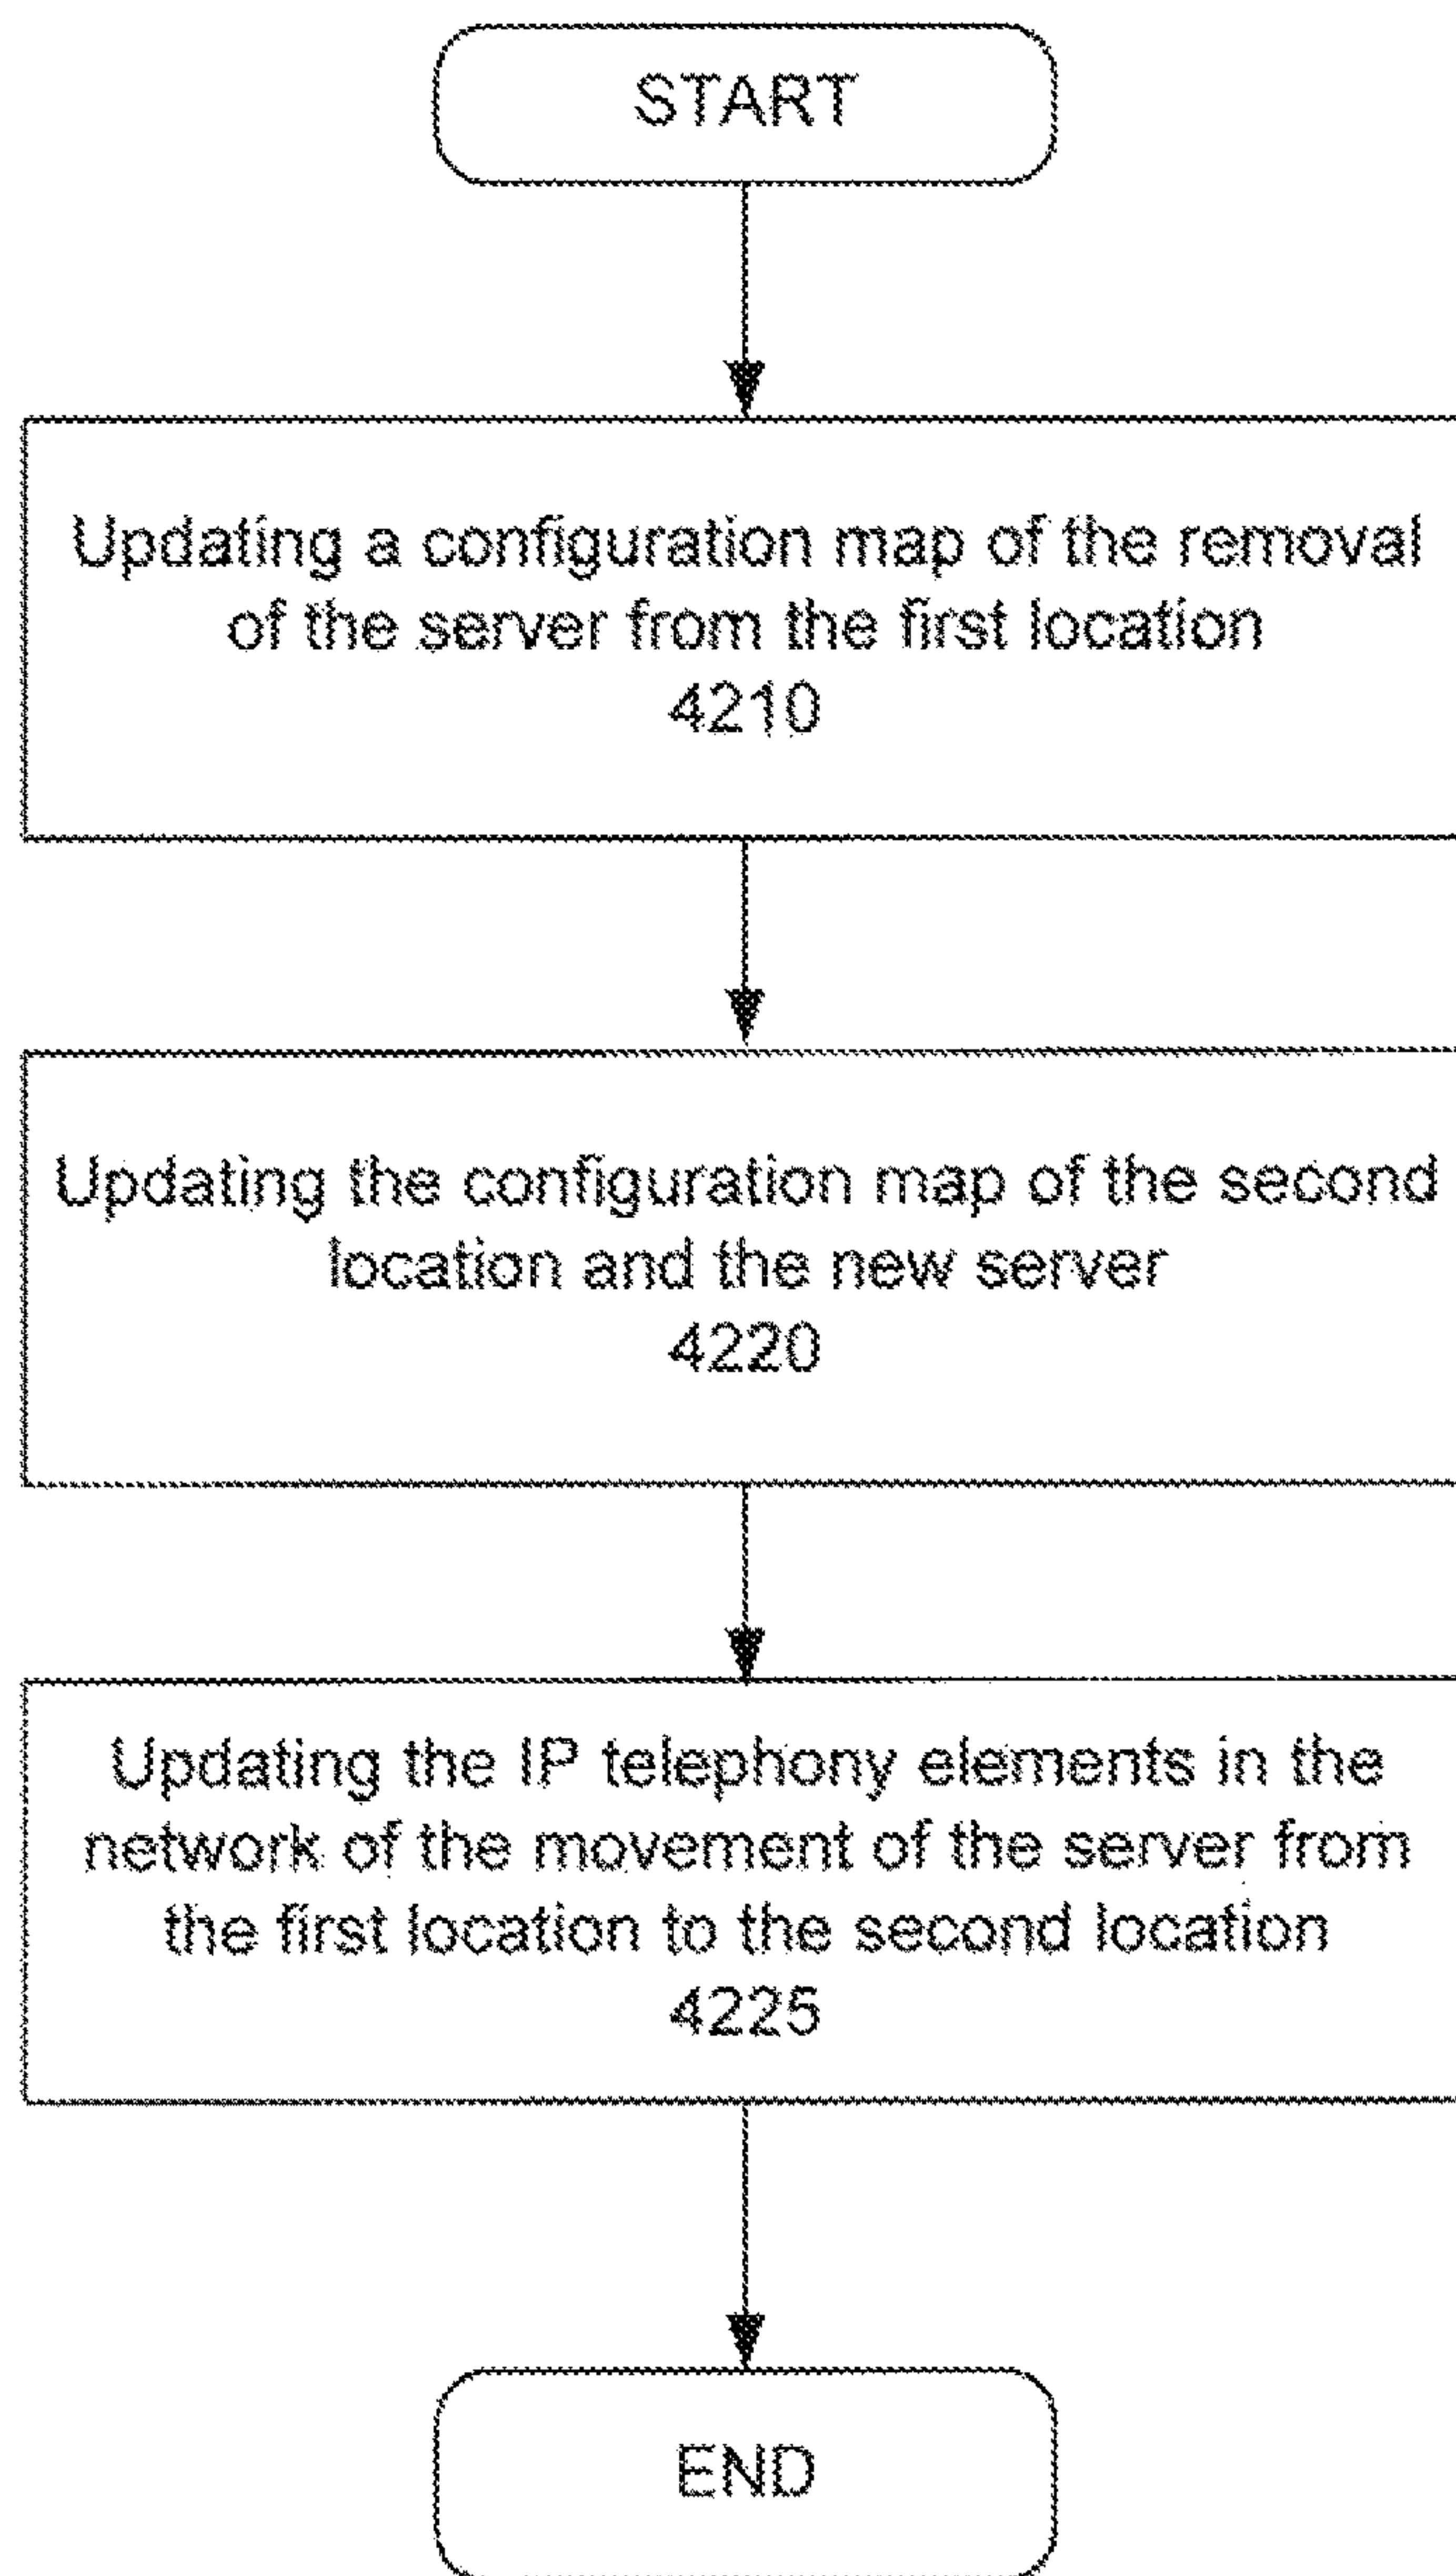 START
Updating a configuration map of the removal
of the server from the first location
4210
Updating the configuration map of the second
location and the new server
4220
Updating the IP telephony elements in the
network of the movement of the server from
the first location to the second location
4225
END